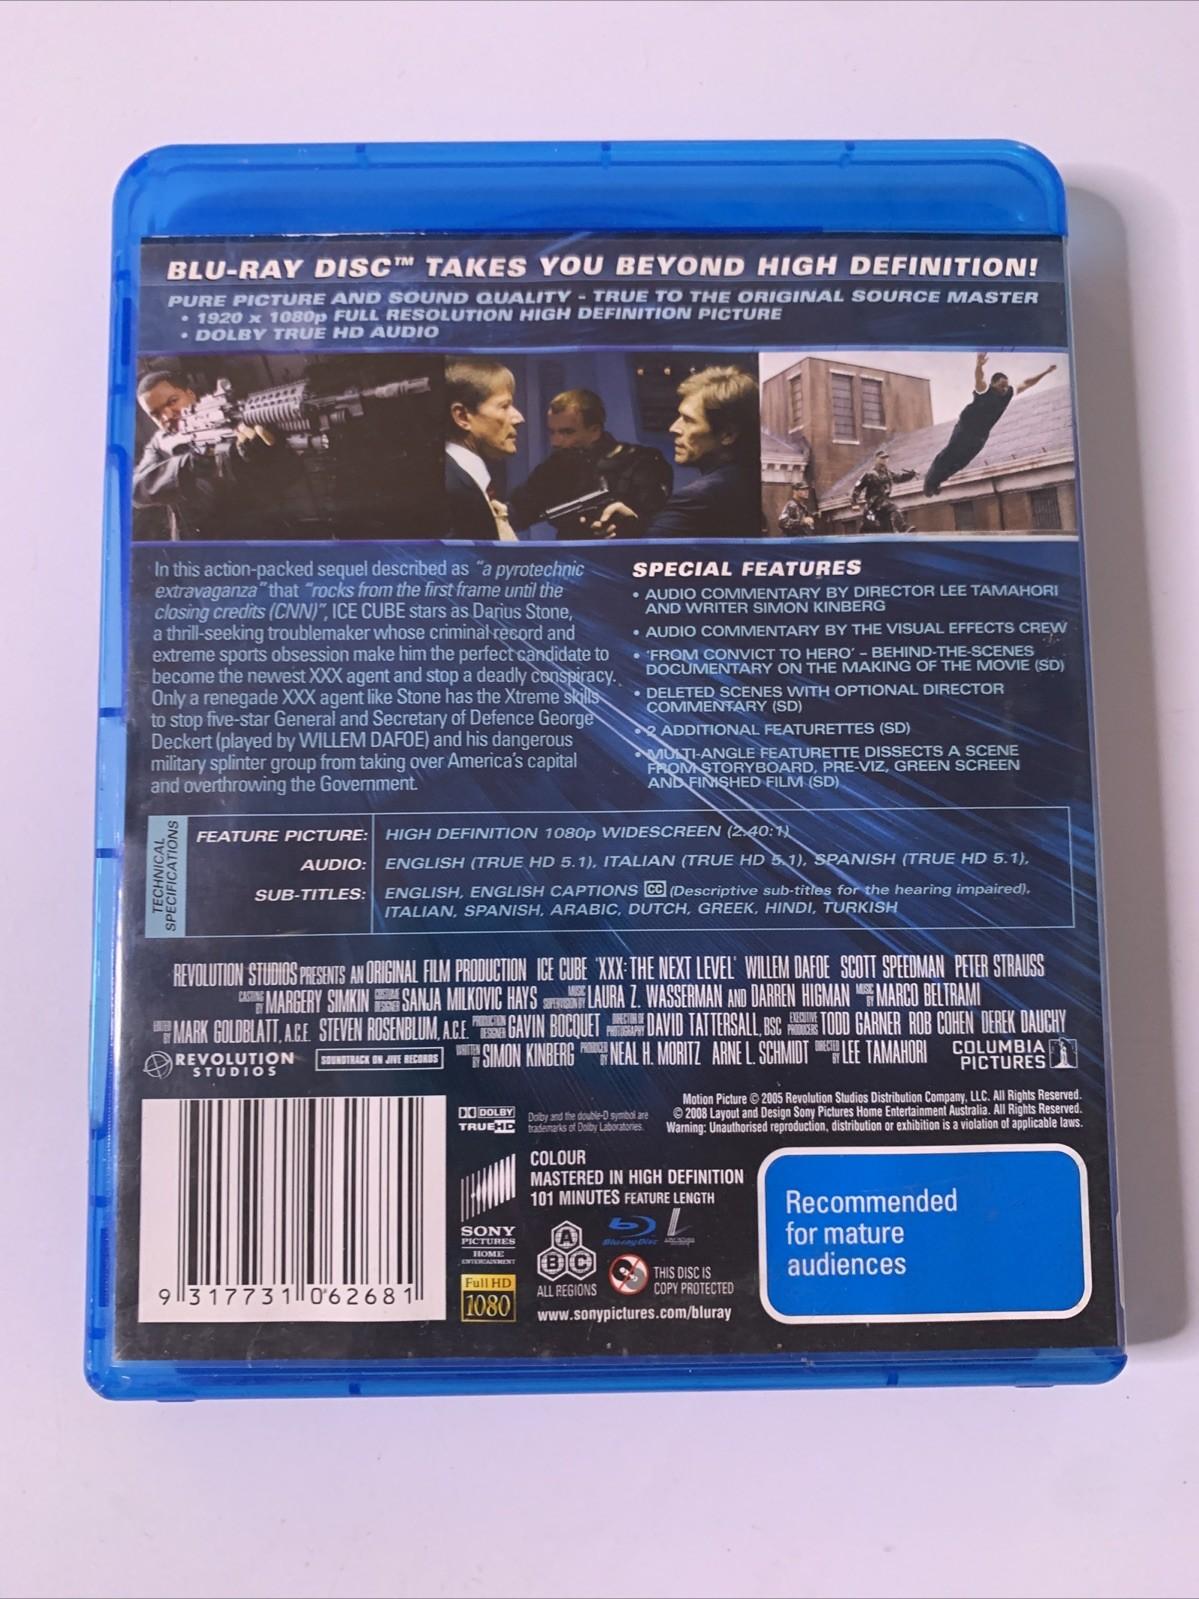 BLU-RAY DISC™ TAKES YOU BEYOND HIGH DEFINITION!
PURE PICTURE AND SOUND QUALITY - TRUE TO THE ORIGINAL SOURCE MASTER
• 1920 x 1080p FULL RESOLUTION HIGH DEFINITION PICTURE
• DOLBY TRUE HD AUDIO
In this action-packed sequel described as "a pyrotechnic
extravaganza" that "rocks from the first frame until the
closing credits (CNN)", ICE CUBE stars as Darius Stone,
a thrill-seeking troublemaker whose criminal record and
extreme sports obsession make him the perfect candidate to
become the newest XXX agent and stop a deadly conspiracy.
Only a renegade XXX agent like Stone has the Xtreme skills
to stop five-star General and Secretary of Defence George
Deckert (played by WILLEM DAFOE) and his dangerous
military splinter group from taking over America's capital
and overthrowing the Government.
SPECIAL FEATURES
• AUDIO COMMENTARY BY DIRECTOR LEE TAMAHORI
AND WRITER SIMON KINBERG
• AUDIO COMMENTARY BY THE VISUAL EFFECTS CREW
• 'FROM CONVICT TO HERO' – BEHIND-THE-SCENES
DOCUMENTARY ON THE MAKING OF THE MOVIE (SD)
• DELETED SCENES WITH OPTIONAL DIRECTOR
COMMENTARY (SD)
• 2 ADDITIONAL FEATURETTES (SD)
• MULTI-ANGLE FEATURETTE DISSECTS A SCENE
FROM STORYBOARD, PRE-VIZ, GREEN SCREEN
AND FINISHED FILM (SD)
TECHNICAL
SPECIFICATIONS
FEATURE PICTURE: HIGH DEFINITION 1080p WIDESCREEN (2.40:1)
AUDIO: ENGLISH (TRUE HD 5.1), ITALIAN (TRUE HD 5.1), SPANISH (TRUE HD 5.1),
SUB-TITLES: ENGLISH, ENGLISH CAPTIONS CC (Descriptive sub-titles for the hearing impaired),
ITALIAN, SPANISH, ARABIC, DUTCH, GREEK, HINDI, TURKISH
REVOLUTION STUDIOS PRESENTS AN ORIGINAL FILM PRODUCTION ICE CUBE 'XXX: THE NEXT LEVEL' WILLEM DAFOE SCOTT SPEEDMAN PETER STRAUSS
CASTING BY MARGERY SIMKIN COSTUME DESIGNER SANJA MILKOVIC HAYS MUSIC SUPERVISION BY LAURA Z. WASSERMAN AND DARREN HIGMAN MUSIC BY MARCO BELTRAMI
EDITED BY MARK GOLDBLATT, A.C.E. STEVEN ROSENBLUM, A.C.E. PRODUCTION DESIGNER GAVIN BOCQUET DIRECTOR OF PHOTOGRAPHY DAVID TATTERSALL, BSC EXECUTIVE PRODUCERS TODD GARNER ROB COHEN DEREK DAUCHY
REVOLUTION STUDIOS SOUNDTRACK ON JIVE RECORDS WRITTEN BY SIMON KINBERG PRODUCED BY NEAL H. MORITZ ARNE L. SCHMIDT DIRECTED BY LEE TAMAHORI COLUMBIA PICTURES
Motion Picture © 2005 Revolution Studios Distribution Company, LLC. All Rights Reserved.
© 2008 Layout and Design Sony Pictures Home Entertainment Australia. All Rights Reserved.
Warning: Unauthorised reproduction, distribution or exhibition is a violation of applicable laws.
DOLBY
TRUEHD
Dolby and the double-D symbol are
trademarks of Dolby Laboratories.
COLOUR
MASTERED IN HIGH DEFINITION
101 MINUTES FEATURE LENGTH
SONY
PICTURES
HOME
ENTERTAINMENT
Full HD
1080
A
B C
ALL REGIONS
Blu-ray Disc
THIS DISC IS
COPY PROTECTED
www.sonypictures.com/bluray
Recommended
for mature
audiences
9 317731 062681